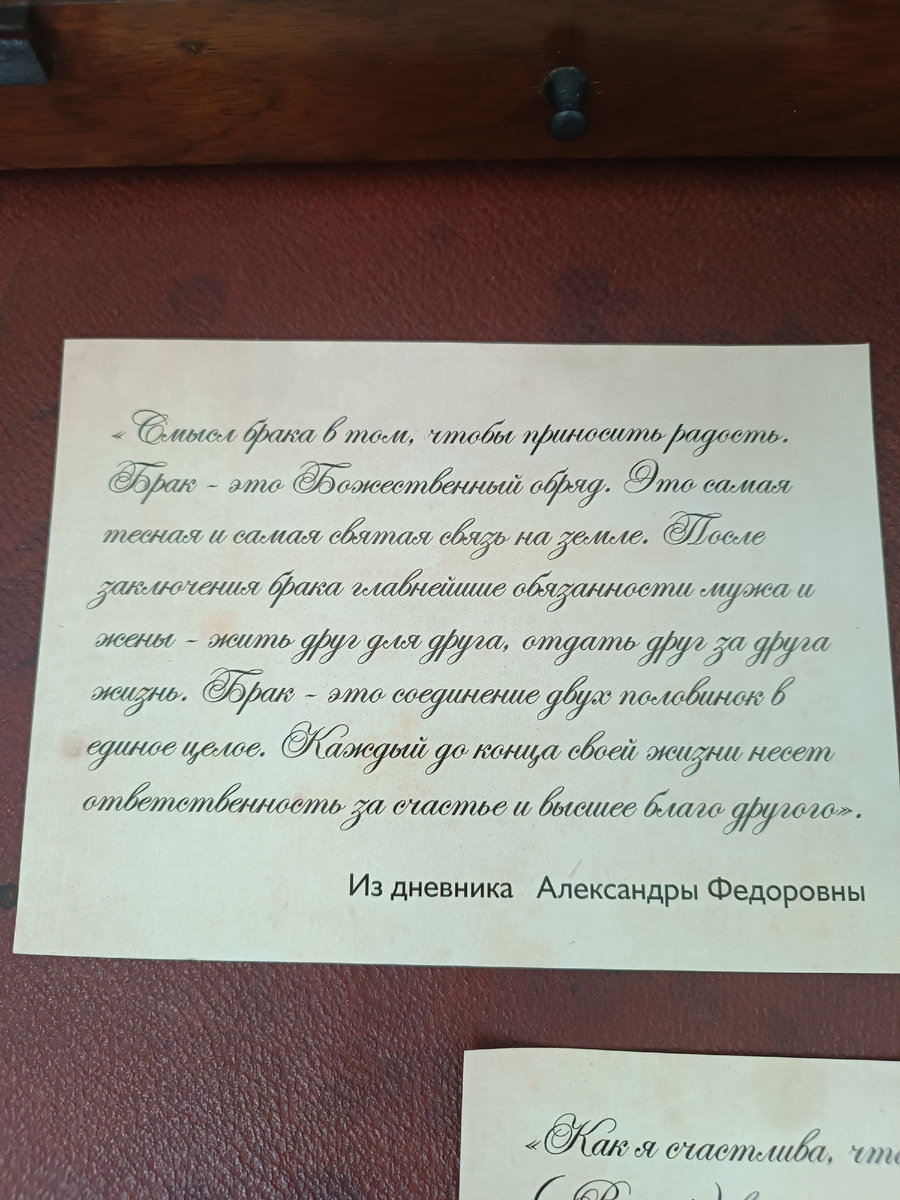 « Смысл брака в том, чтобы приносить радость.
Брак - это Божественный обряд. Это самая
тесная и самая святая связь на земле. После
заключения брака главнейшие обязанности мужа и
жены - жить друг для друга, отдать друг за друга
жизнь. Брак - это соединение двух половинок в
единое целое. Каждый до конца своей жизни несет
ответственность за счастье и высшее благо другого».
Из дневника Александры Федоровны
«Как я счастлива,